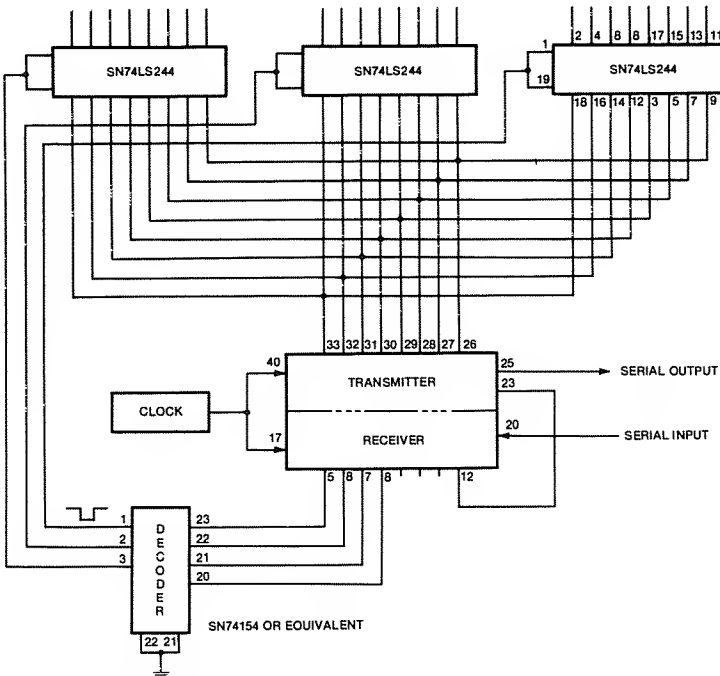 2 4 8 8 17 15 13 11
1
SN74LS244
SN74LS244
SN74LS244
19
18 16 14 12 3 5 7 9
33 32 31 30 29 28 27 26
40
TRANSMITTER
25
SERIAL OUTPUT
23
CLOCK
17
RECEIVER
20
SERIAL INPUT
5 8 7 8
12
1
2
3
DECODER
23
22
21
20
22 21
SN74154 OR EQUIVALENT